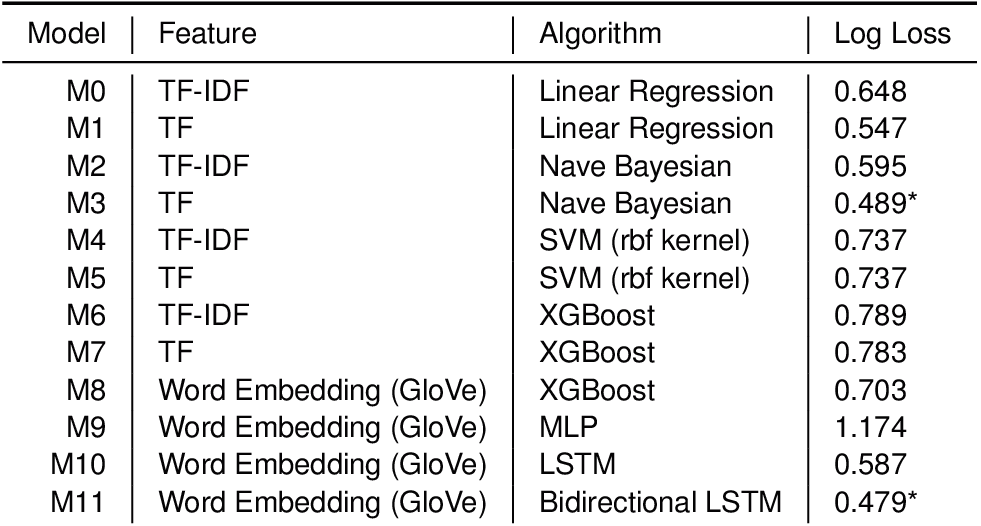 Model Feature Algorithm Log Loss
M0 TF-IDF Linear Regression 0.648
M1 TF Linear Regression 0.547
M2 TF-IDF Nave Bayesian 0.595
M3 TF Nave Bayesian 0.489*
M4 TF-IDF SVM (rbf kernel) 0.737
M5 TF SVM (rbf kernel) 0.737
M6 TF-IDF XGBoost 0.789
M7 TF XGBoost 0.783
M8 Word Embedding (GloVe) XGBoost 0.703
M9 Word Embedding (GloVe) MLP 1.174
M10 Word Embedding (GloVe) LSTM 0.587
M11 Word Embedding (GloVe) Bidirectional LSTM 0.479*